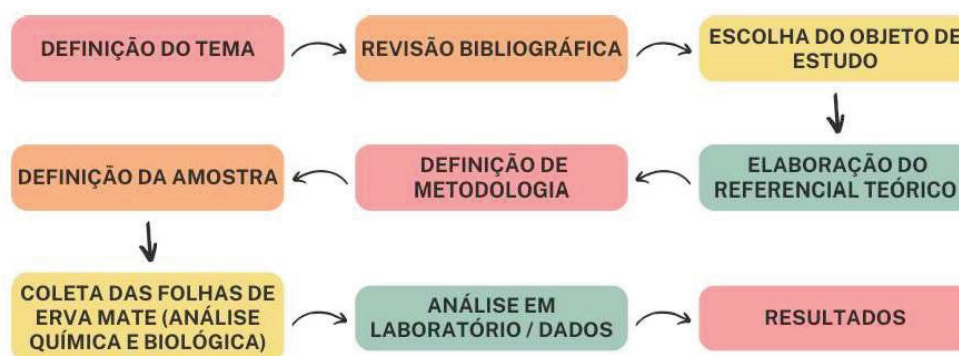 DEFINIÇÃO DO TEMA
REVISÃO BIBLIOGRÁFICA
ESCOLHA DO OBJETO DE
ESTUDO
ELABORAÇÃO DO
REFERENCIAL TEÓRICO
DEFINIÇÃO DE
METODOLOGIA
DEFINIÇÃO DA AMOSTRA
COLETA DAS FOLHAS DE
ERVA MATE (ANÁLISE
QUÍMICA E BIOLÓGICA)
ANÁLISE EM
LABORATÓRIO / DADOS
RESULTADOS